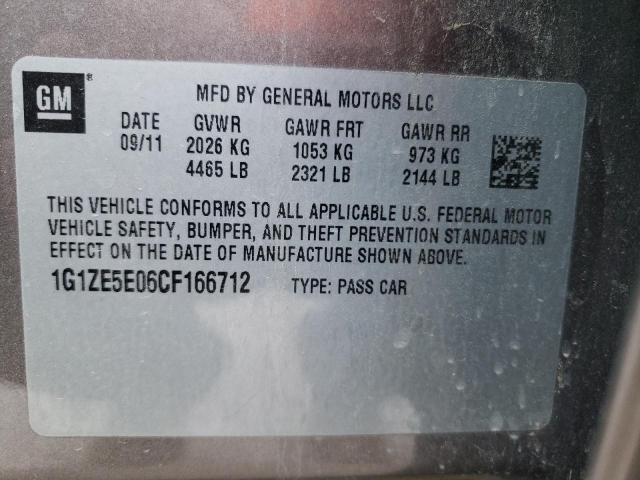 GM ®
MFD BY GENERAL MOTORS LLC
DATE GVWR GAWR FRT GAWR RR
09/11 2026 KG 1053 KG 973 KG
4465 LB 2321 LB 2144 LB
THIS VEHICLE CONFORMS TO ALL APPLICABLE U.S. FEDERAL MOTOR
VEHICLE SAFETY, BUMPER, AND THEFT PREVENTION STANDARDS IN
EFFECT ON THE DATE OF MANUFACTURE SHOWN ABOVE.
1G1ZE5E06CF166712 TYPE: PASS CAR